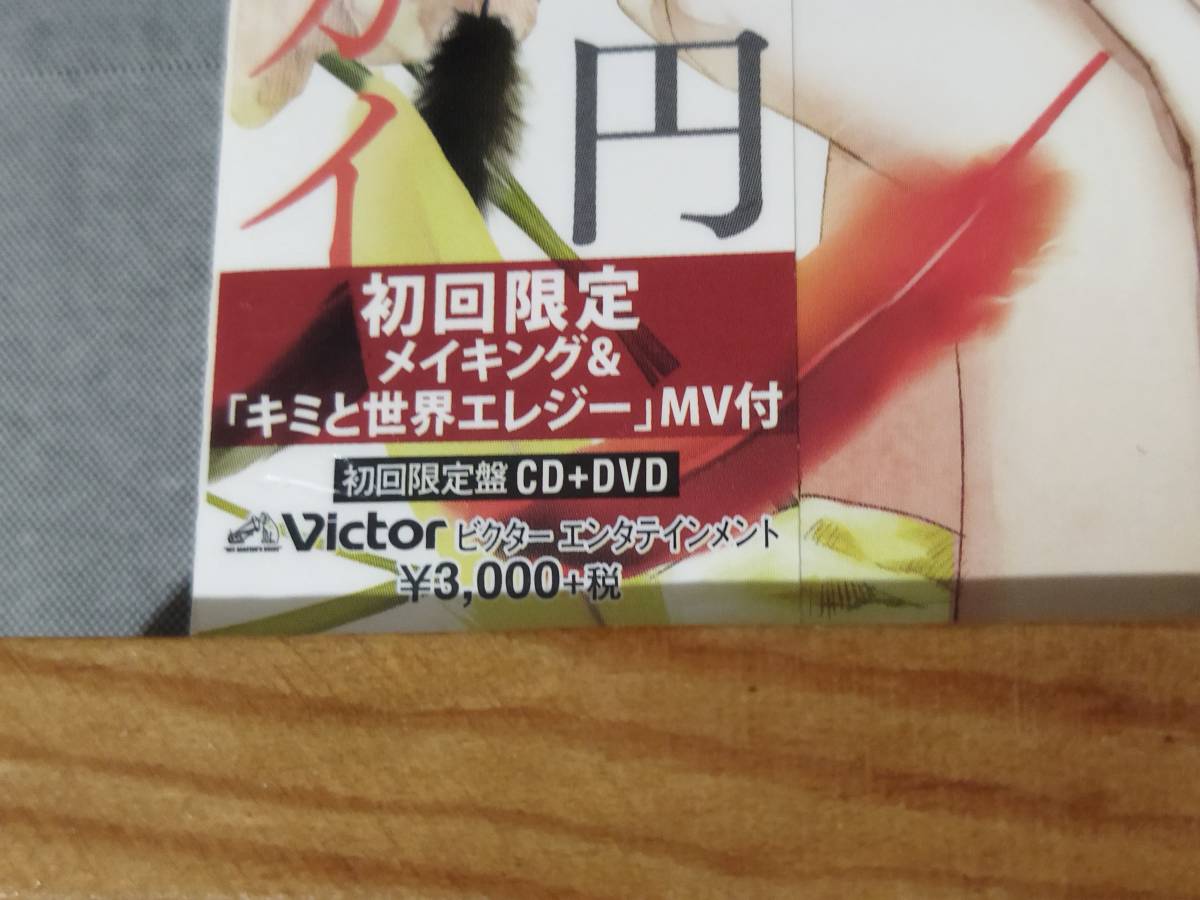 円
カイ
初回限定
メイキング&
「キミと世界エレジー」MV付
初回限定盤 CD+DVD
Victor ビクター エンタテインメント
¥3,000+税